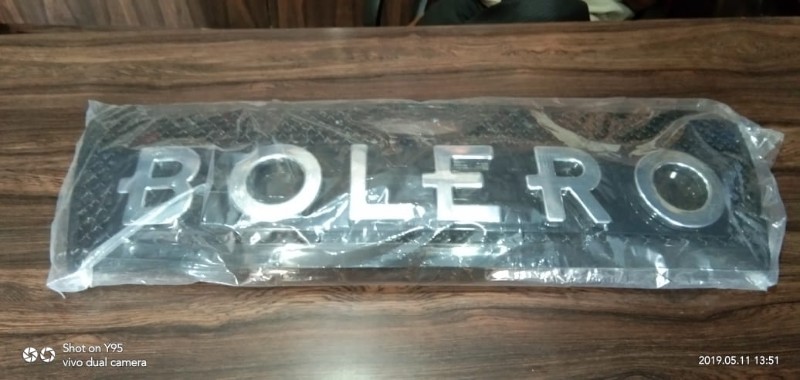 BOLERO
Shot on Y95
vivo dual camera
2019.05.11 13:51